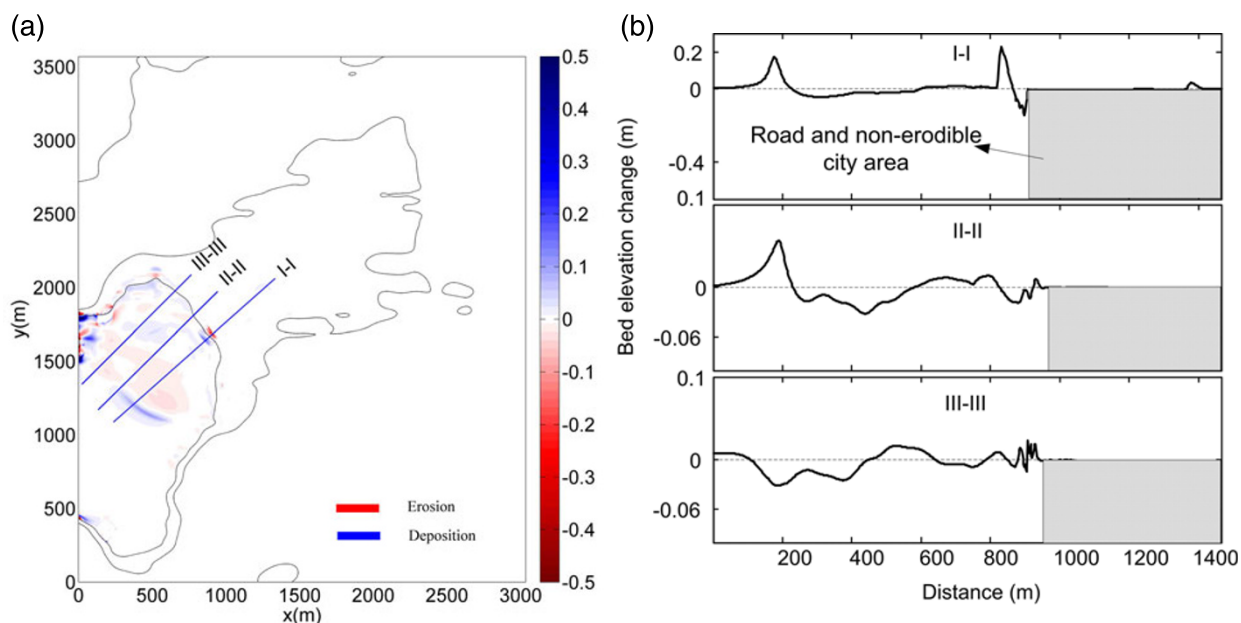 (a)
3500
3000
2500
2000
1500
1000
500
0
y(m)
0
500
1000
1500
2000
2500
3000
x(m)
III-III
II-II
I-I
Erosion
Deposition
0.5
0.4
0.3
0.2
0.1
0
-0.1
-0.2
-0.3
-0.4
-0.5
(b)
Bed elevation change (m)
0.2
0
-0.4
0.1
I-I
Road and non-erodible
city area
0
-0.06
0.1
II-II
0
-0.06
III-III
200
400
600
800
1000
1200
1400
Distance (m)